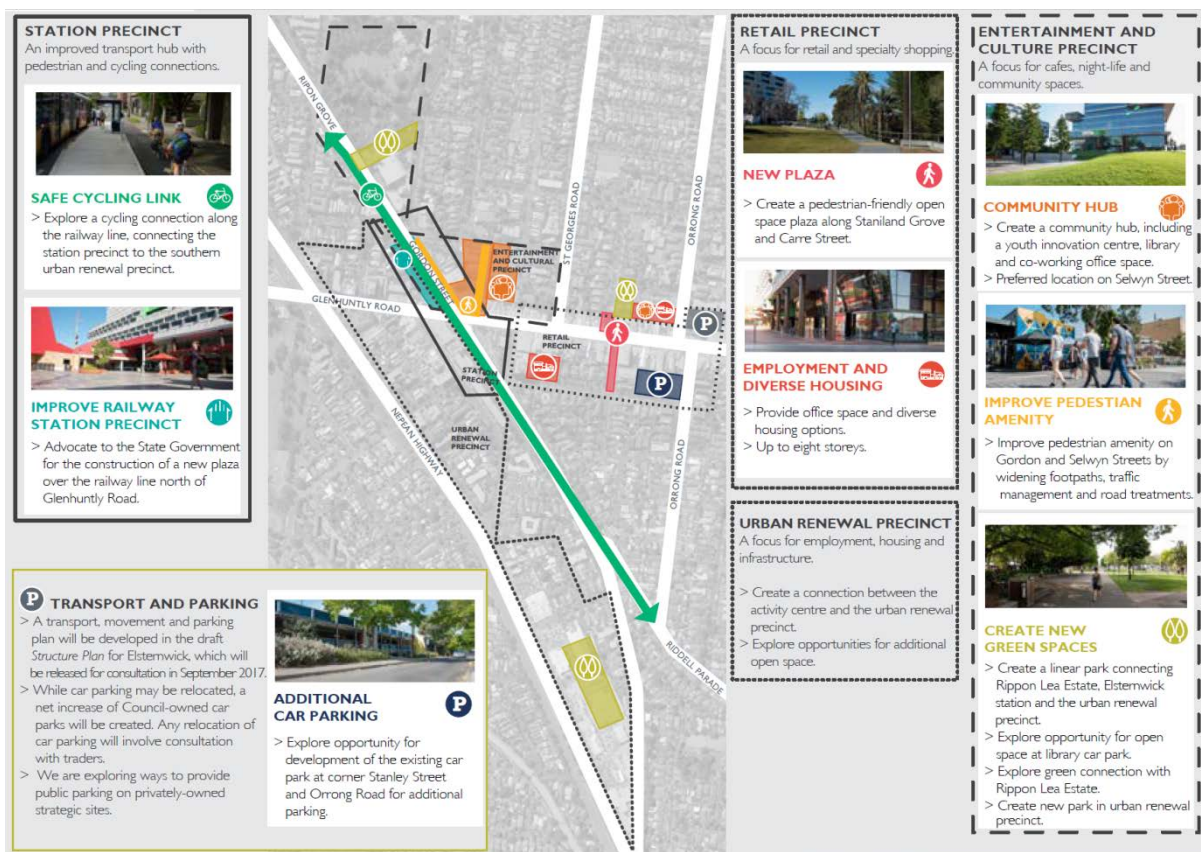 STATION PRECINCT
An improved transport hub with
pedestrian and cycling connections.
SAFE CYCLING LINK
> Explore a cycling connection along
the railway line, connecting the
station precinct to the southern
urban renewal precinct.
IMPROVE RAILWAY
STATION PRECINCT
> Advocate to the State Government
for the construction of a new plaza
over the railway line north of
Glenhuntly Road.
P TRANSPORT AND PARKING
> A transport, movement and parking
plan will be developed in the draft
Structure Plan for Elsternwick, which will
be released for consultation in September 2017.
> While car parking may be relocated, a
net increase of Council-owned car
parks will be created. Any relocation of
car parking will involve consultation
with traders.
> We are exploring ways to provide
public parking on privately-owned
strategic sites.
ADDITIONAL
CAR PARKING
P
> Explore opportunity for
development of the existing car
park at corner Stanley Street
and Orrong Road for additional
parking.
RIPON GROVE
GORDON STREET
ENTERTAINMENT
AND CULTURAL
PRECINCT
ST GEORGES ROAD
ORRONG ROAD
GLENHUNTLY ROAD
P
RETAIL
PRECINCT
STATION
PRECINCT
P
NEPEAN HIGHWAY
URBAN
RENEWAL
PRECINCT
ORRONG ROAD
RIDDELL PARADE
RETAIL PRECINCT
A focus for retail and specialty shopping.
NEW PLAZA
> Create a pedestrian-friendly open
space plaza along Staniland Grove
and Carre Street.
EMPLOYMENT AND
DIVERSE HOUSING
> Provide office space and diverse
housing options.
> Up to eight storeys.
URBAN RENEWAL PRECINCT
A focus for employment, housing and
infrastructure.
> Create a connection between the
activity centre and the urban renewal
precinct.
> Explore opportunities for additional
open space.
ENTERTAINMENT AND
CULTURE PRECINCT
A focus for cafes, night-life and
community spaces.
COMMUNITY HUB
> Create a community hub, including
a youth innovation centre, library
and co-working office space.
> Preferred location on Selwyn Street.
IMPROVE PEDESTIAN
AMENITY
> Improve pedestrian amenity on
Gordon and Selwyn Streets by
widening footpaths, traffic
management and road treatments.
CREATE NEW
GREEN SPACES
> Create a linear park connecting
Rippon Lea Estate, Elsternwick
station and the urban renewal
precinct.
> Explore opportunity for open
space at library car park.
> Explore green connection with
Rippon Lea Estate.
> Create new park in urban renewal
precinct.